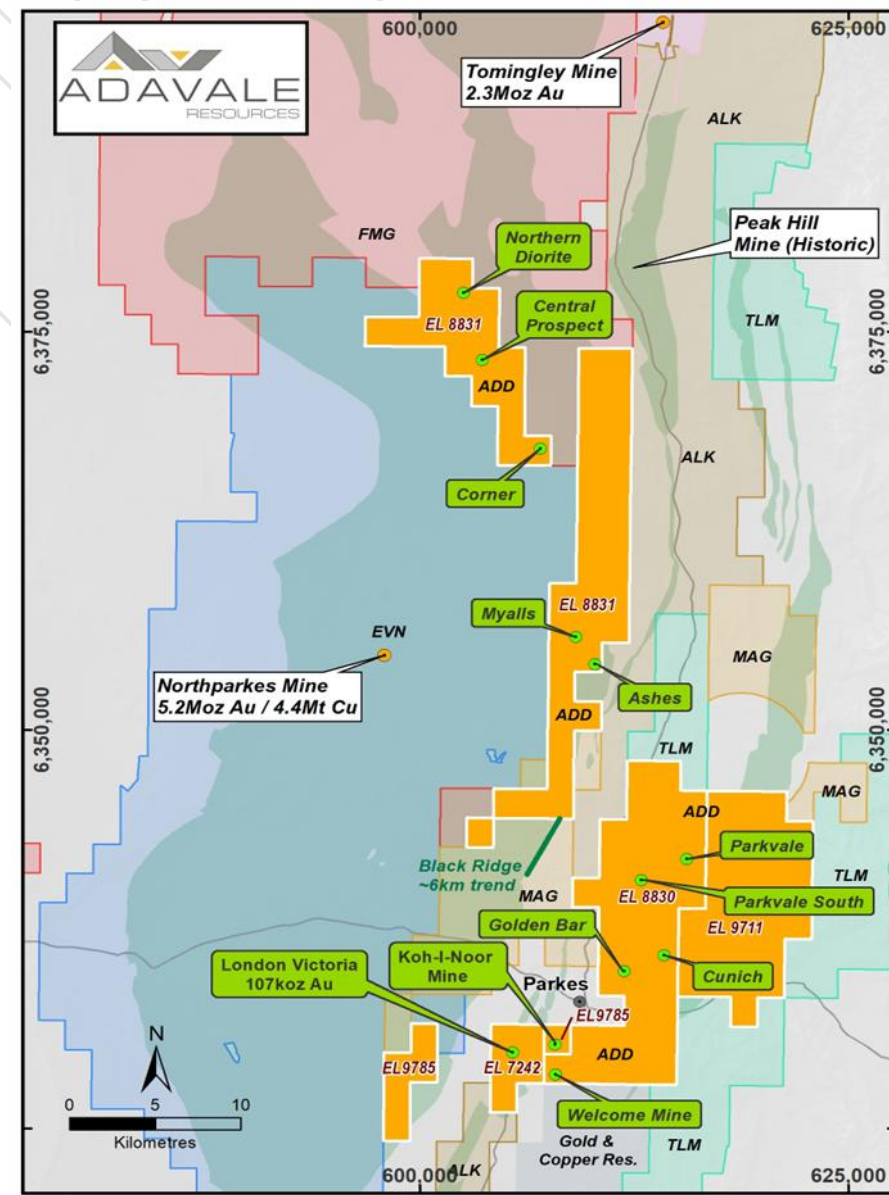 600,000
625,000
ADAVALE
RESOURCES
Tomingley Mine
2.3Moz Au
ALK
Peak Hill
Mine (Historic)
FMG
Northern
Diorite
6,375,000
6,375,000
EL 8831
Central
Prospect
TLM
ADD
ALK
Corner
EL 8831
Myalls
EVN
MAG
Northparkes Mine
5.2Moz Au / 4.4Mt Cu
Ashes
ADD
6,350,000
6,350,000
TLM
MAG
ADD
Parkvale
Black Ridge
~6km trend
TLM
MAG
EL 8830
Parkvale South
EL 9711
Golden Bar
London Victoria
107koz Au
Koh-I-Noor
Mine
Cunich
Parkes
EL9785
N
ADD
EL9785
EL 7242
0 5 10
Kilometres
Welcome Mine
Gold &
Copper Res.
TLM
ALK
600,000
625,000